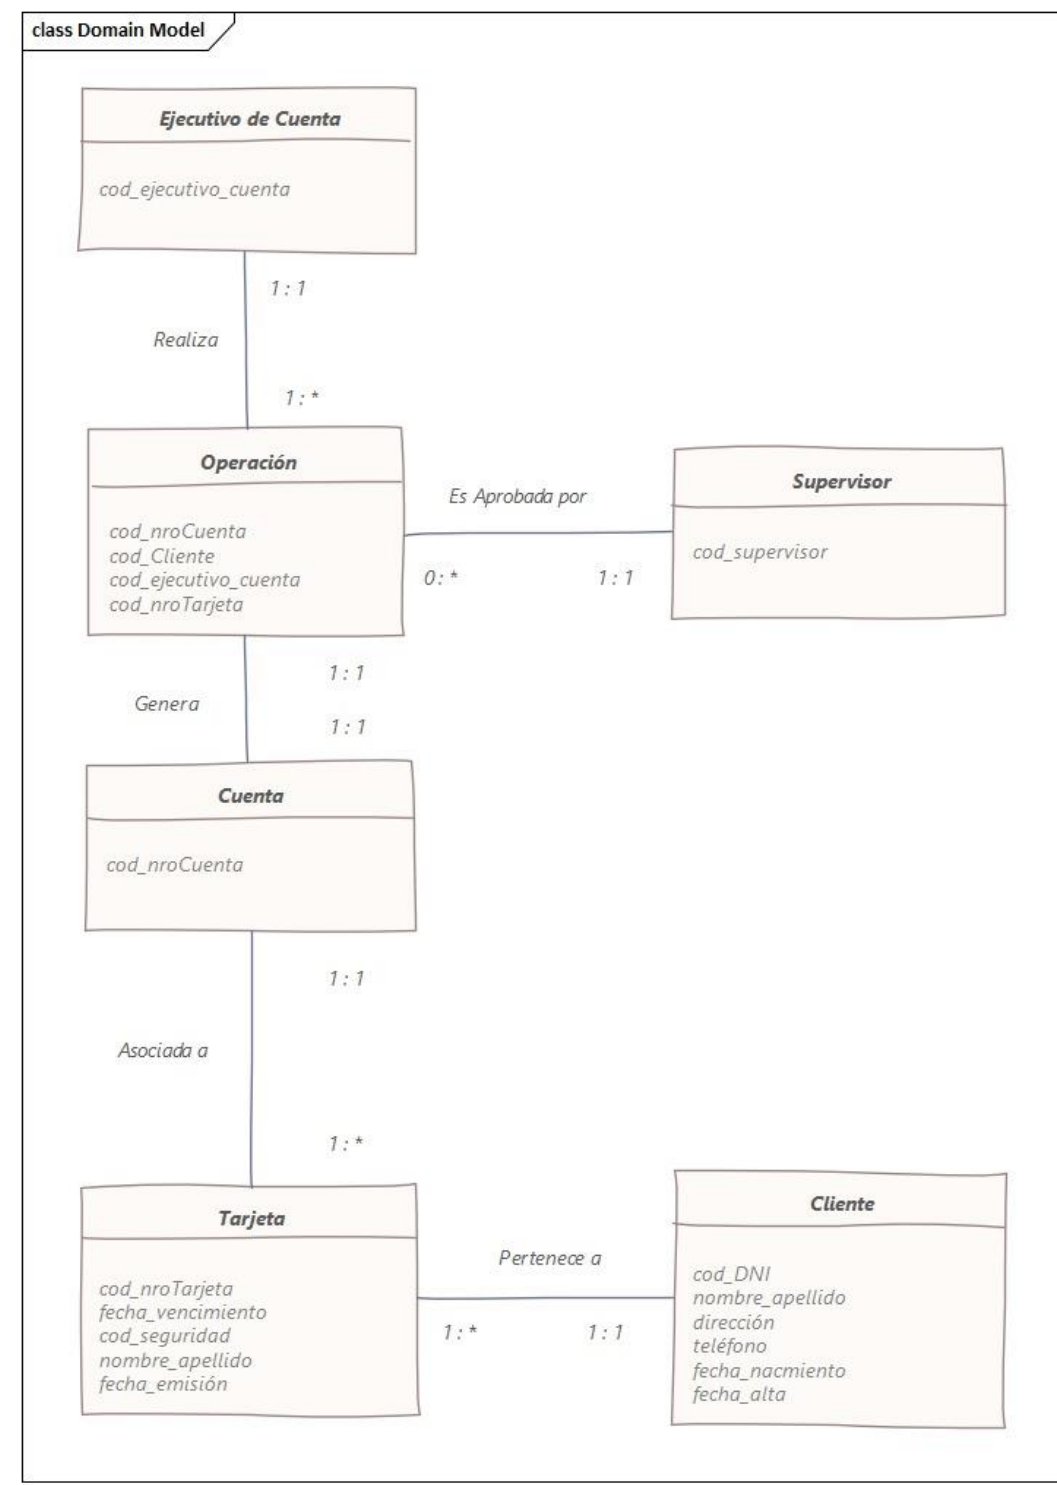 class Domain Model
Ejecutivo de Cuenta
cod_ejecutivo_cuenta
1 : 1
Realiza
1 : *
Operación
cod_nroCuenta
cod_Cliente
cod_ejecutivo_cuenta
cod_nroTarjeta
Es Aprobada por
0 : *
1 : 1
Supervisor
cod_supervisor
1 : 1
Genera
1 : 1
Cuenta
cod_nroCuenta
1 : 1
Asociada a
1 : *
Tarjeta
cod_nroTarjeta
fecha_vencimiento
cod_seguridad
nombre_apellido
fecha_emisión
Pertenece a
1 : *
1 : 1
Cliente
cod_DNI
nombre_apellido
dirección
teléfono
fecha_nacmiento
fecha_alta